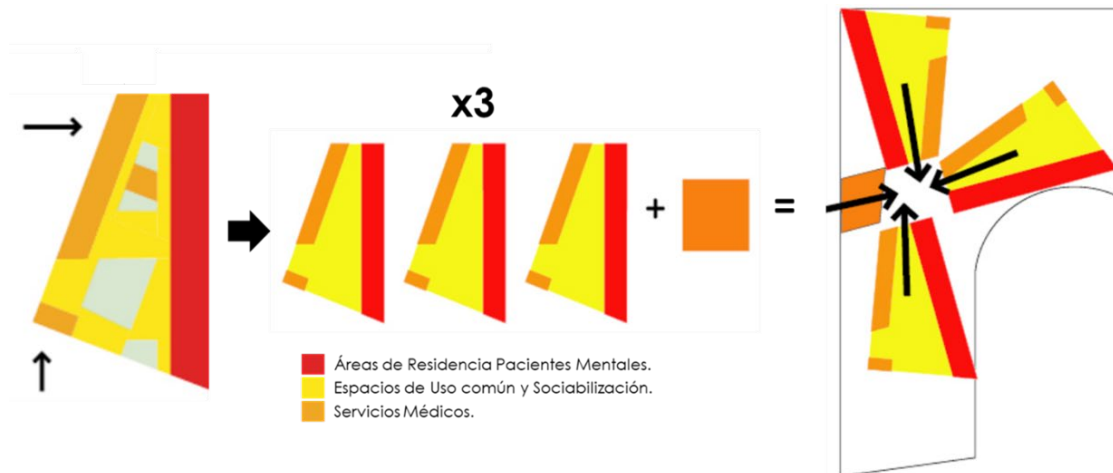 x3
+
=
Áreas de Residencia Pacientes Mentales.
Espacios de Uso común y Sociabilización.
Servicios Médicos.